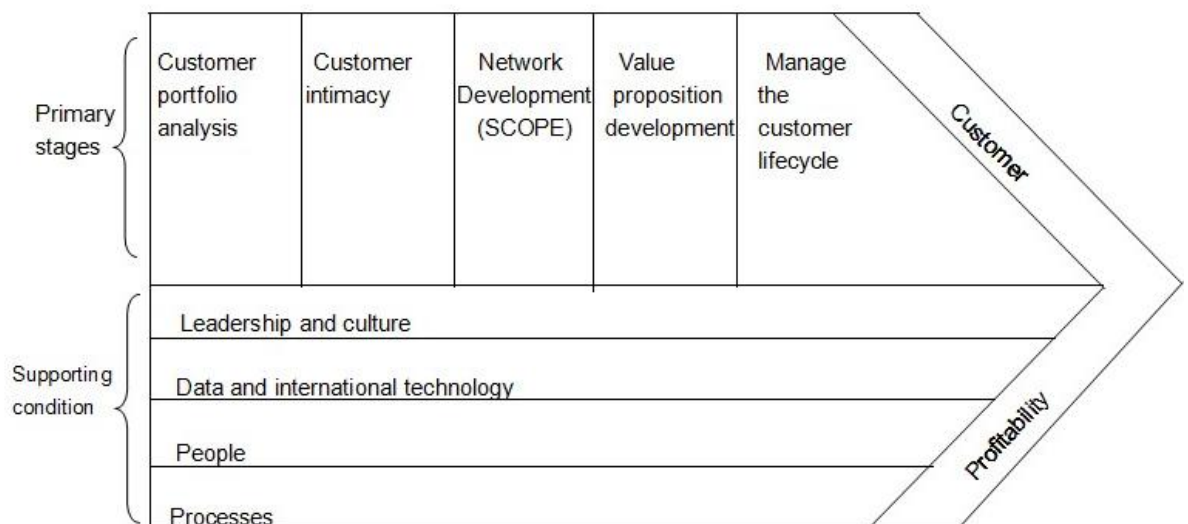 Primary
stages
Customer
portfolio
analysis
Customer
intimacy
Network
Development
(SCOPE)
Value
proposition
development
Manage
the
customer
lifecycle
Customer
Supporting
condition
Leadership and culture
Data and international technology
People
Processes
Profitability